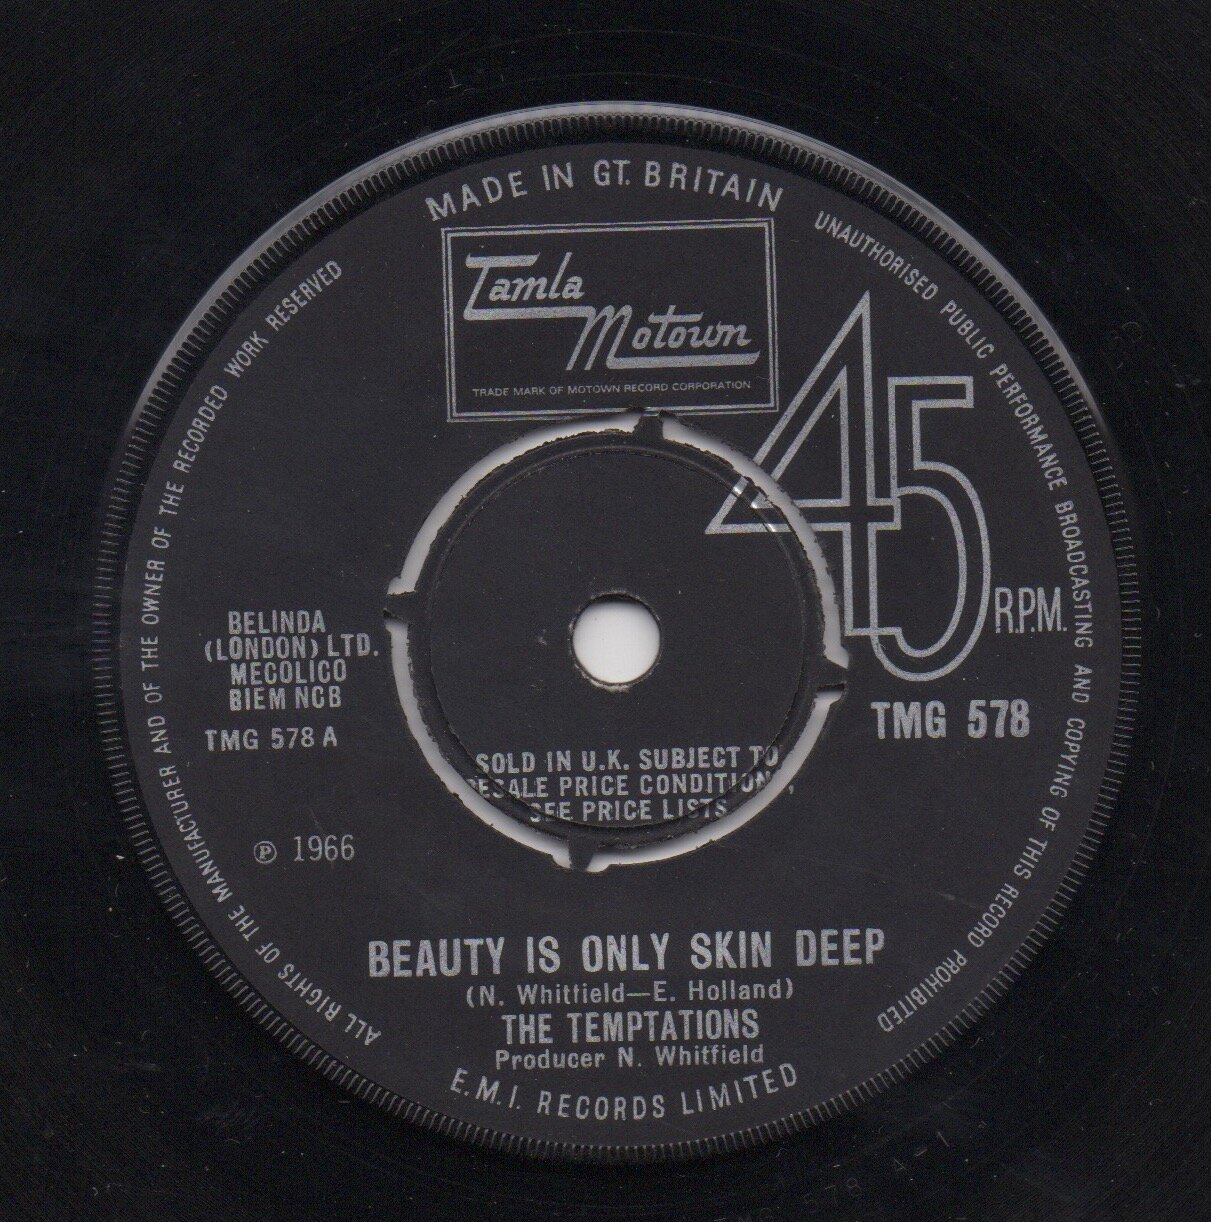 MADE IN GT. BRITAIN
Tamla
Motown
TRADE MARK OF MOTOWN RECORD CORPORATION
UNAUTHORISED PUBLIC PERFORMANCE BROADCASTING AND COPYING OF THIS RECORD PROHIBITED
ALL RIGHTS OF THE MANUFACTURER AND OF THE OWNER OF THE RECORDED WORK RESERVED
45
R.P.M.
BELINDA
(LONDON) LTD.
MECOLICO
BIEM NCB
TMG 578 A
TMG 578
SOLD IN U.K. SUBJECT TO
RESALE PRICE CONDITIONS,
SEE PRICE LISTS
℗ 1966
BEAUTY IS ONLY SKIN DEEP
(N. Whitfield—E. Holland)
THE TEMPTATIONS
Producer N. Whitfield
E.M.I. RECORDS LIMITED